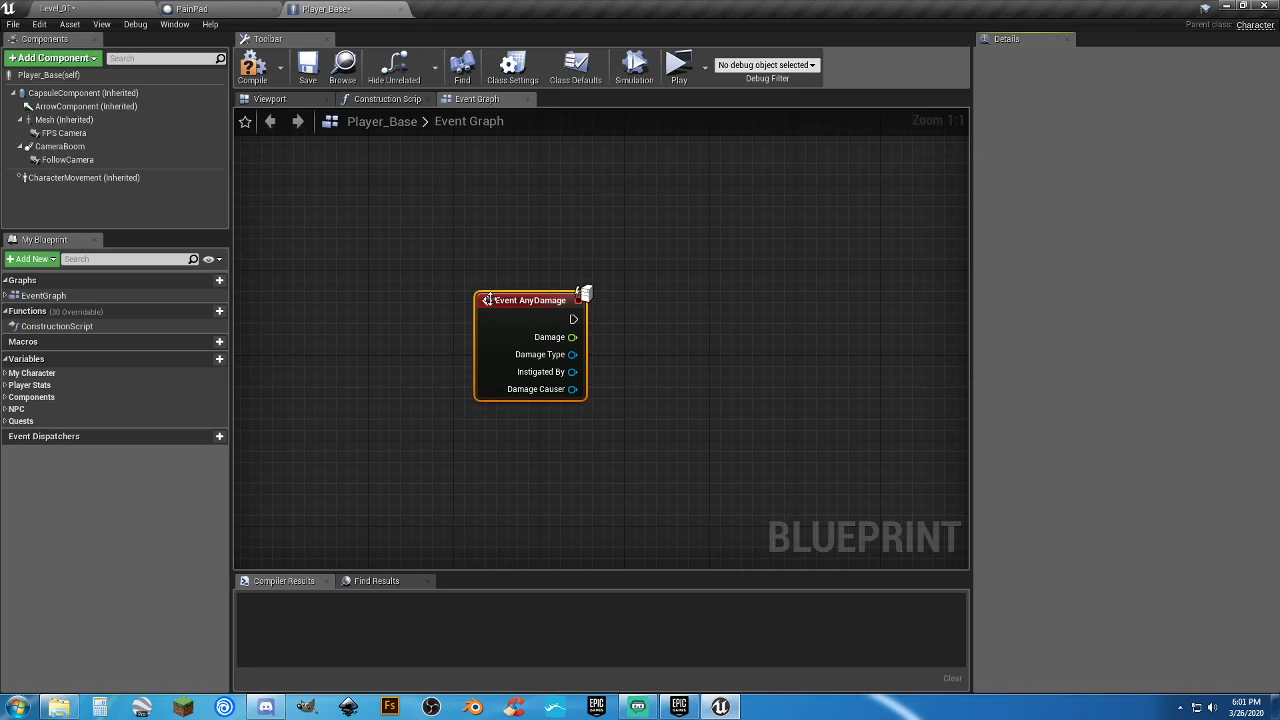 Level_01*
PainPad
Player_Base*
File Edit Asset View Debug Window Help
Parent class: Character
Components
+Add Component
Search
Player_Base(self)
CapsuleComponent (Inherited)
ArrowComponent (Inherited)
Mesh (Inherited)
FPS Camera
CameraBoom
FollowCamera
CharacterMovement (Inherited)
My Blueprint
+Add New
Search
Graphs
EventGraph
Functions (30 Overridable)
ConstructionScript
Macros
Variables
My Character
Player Stats
Components
NPC
Quests
Event Dispatchers
Toolbar
Compile
Save
Browse
Hide Unrelated
Find
Class Settings
Class Defaults
Simulation
Play
No debug object selected
Debug Filter
Viewport
Construction Scrip
Event Graph
Player_Base > Event Graph
Zoom 1:1
Event AnyDamage
Damage
Damage Type
Instigated By
Damage Causer
BLUEPRINT
Compiler Results
Find Results
Clear
Details
Fs
EPIC GAMES
EPIC GAMES
6:01 PM
3/26/2020